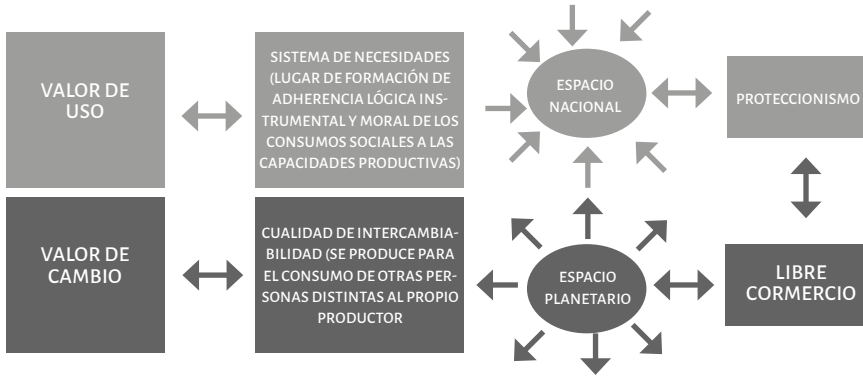 VALOR DE
USO
SISTEMA DE NECESIDADES
(LUGAR DE FORMACIÓN DE
ADHERENCIA LÓGICA INS-
TRUMENTAL Y MORAL DE LOS
CONSUMOS SOCIALES A LAS
CAPACIDADES PRODUCTIVAS)
ESPACIO
NACIONAL
PROTECCIONISMO
VALOR DE
CAMBIO
CUALIDAD DE INTERCAMBIA-
BILIDAD (SE PRODUCE PARA
EL CONSUMO DE OTRAS PER-
SONAS DISTINTAS AL PROPIO
PRODUCTOR
ESPACIO
PLANETARIO
LIBRE
CORMERCIO